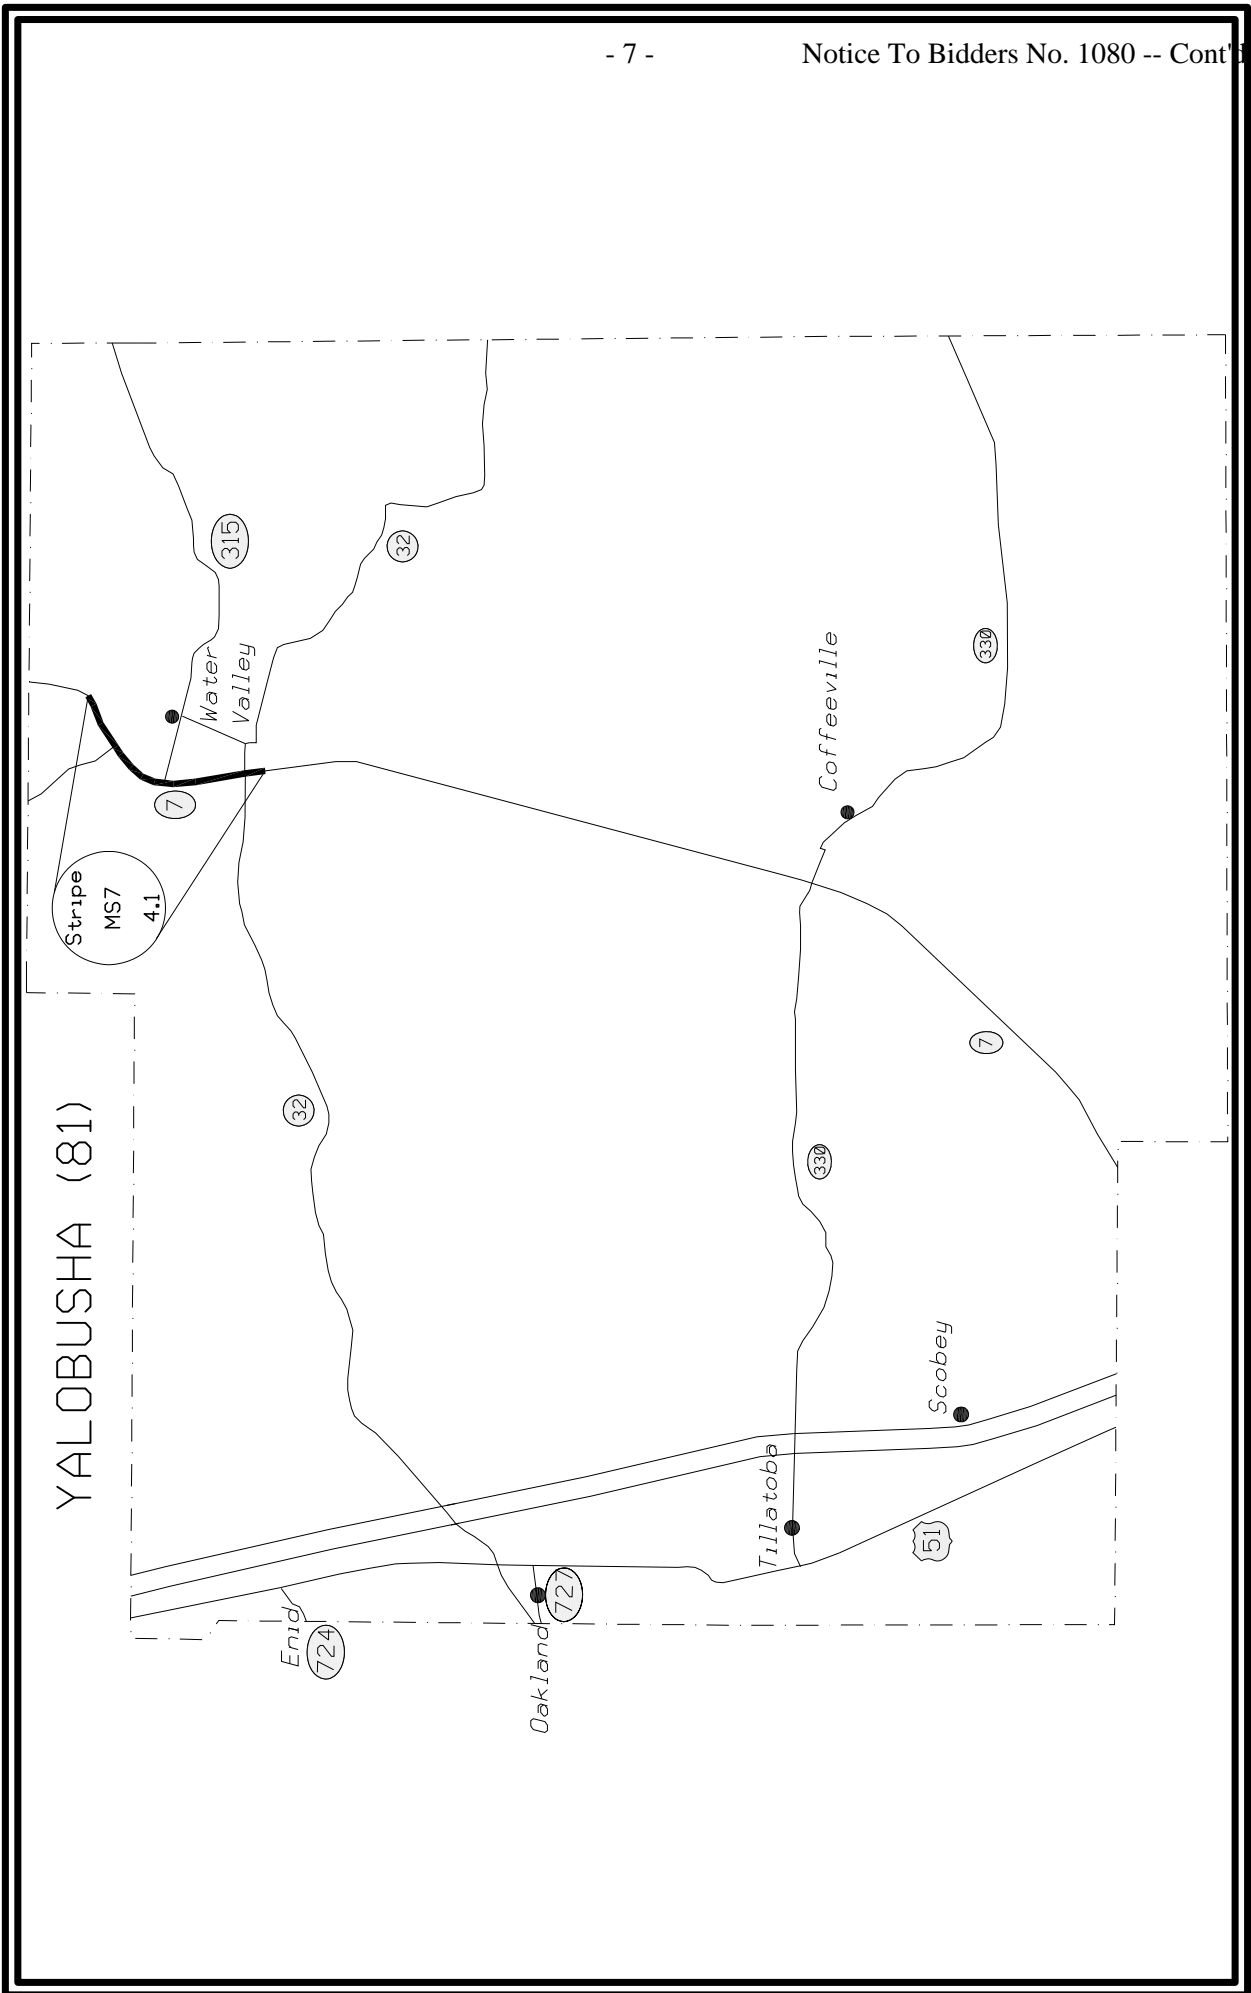 - 7 - Notice To Bidders No. 1080 -- Cont'd
YALOBUSHA (81)
Stripe
MS7
4.1
7
315
32
Water
Valley
32
Coffeeville
330
7
330
Scobey
Tillatoba
51
Enid
724
Oakland
727